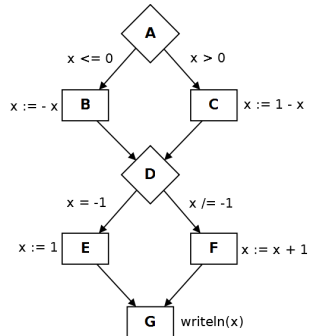 A
x <= 0
x > 0
x := - x
B
C
x := 1 - x
D
x = -1
x /= -1
x := 1
E
F
x := x + 1
G
writeln(x)